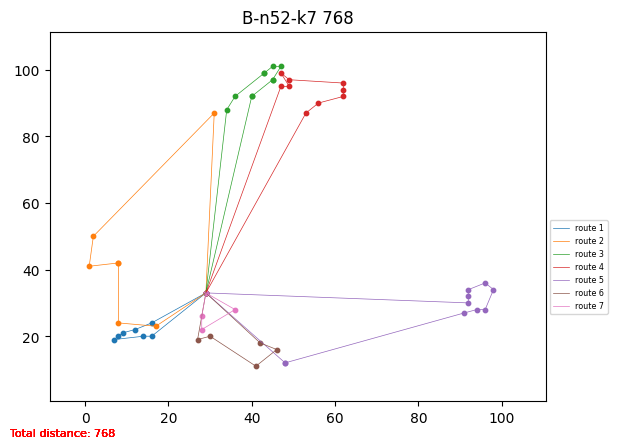 B-n52-k7 768
100
80
60
40
20
0 20 40 60 80 100
route 1
route 2
route 3
route 4
route 5
route 6
route 7
Total distance: 768